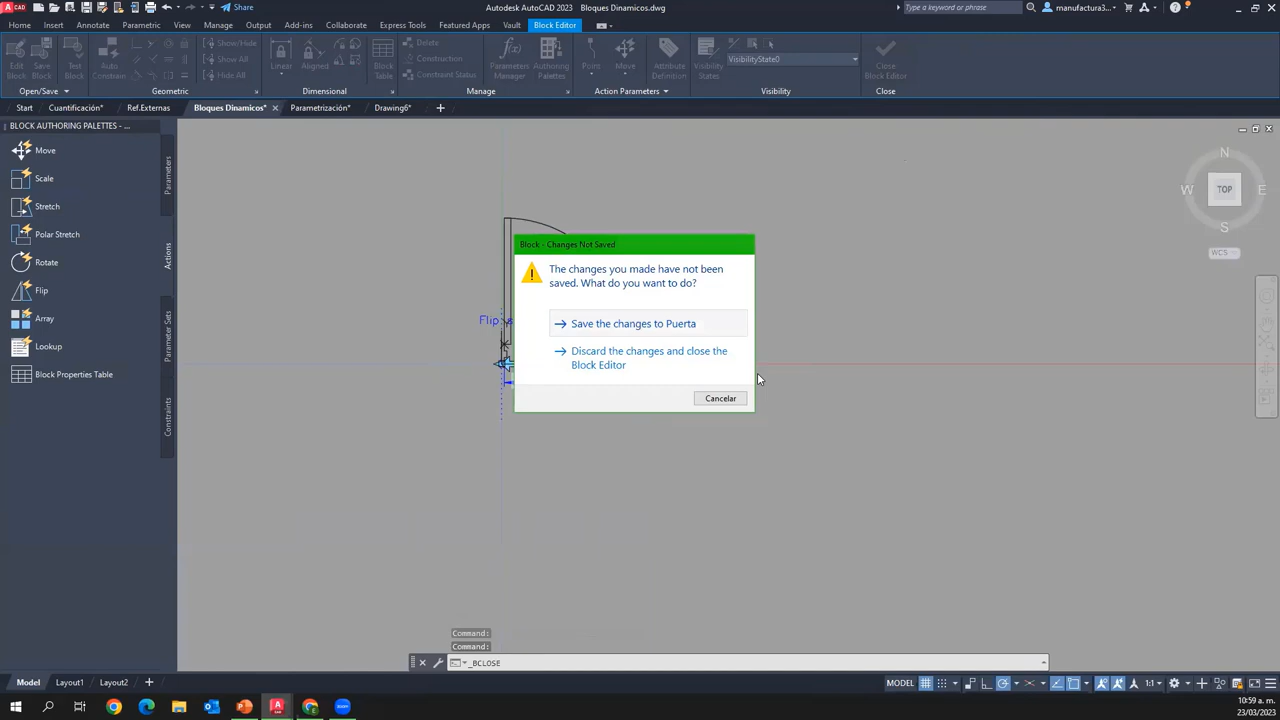 Share
Autodesk AutoCAD 2023 Bloques Dinamicos.dwg
Type a keyword or phrase
manufactura3...
Home Insert Annotate Parametric View Manage Output Add-ins Collaborate Express Tools Featured Apps Vault Block Editor
Edit Block
Save Block
Test Block
Auto Constrain
Show/Hide
Show All
Hide All
Linear
Aligned
Delete
Construction
Constraint Status
Block Table
Parameters Manager
Authoring Palettes
Point
Move
Attribute Definition
Visibility States
VisibilityState0
Close Block Editor
Open/Save Geometric Dimensional Manage Action Parameters Visibility Close
Start Cuantificación* Ref.Externas Bloques Dinamicos* Parametrización* Drawing6*
BLOCK AUTHORING PALETTES - ...
Move
Scale
Stretch
Polar Stretch
Rotate
Flip
Array
Lookup
Block Properties Table
Parameters
Actions
Parameter Sets
Constraints
N
W TOP E
S
WCS
Flip
Block - Changes Not Saved
The changes you made have not been
saved. What do you want to do?
Save the changes to Puerta
Discard the changes and close the
Block Editor
Cancelar
Command:
Command:
_BCLOSE
Model Layout1 Layout2
MODEL 1:1
10:59 a. m.
23/03/2023